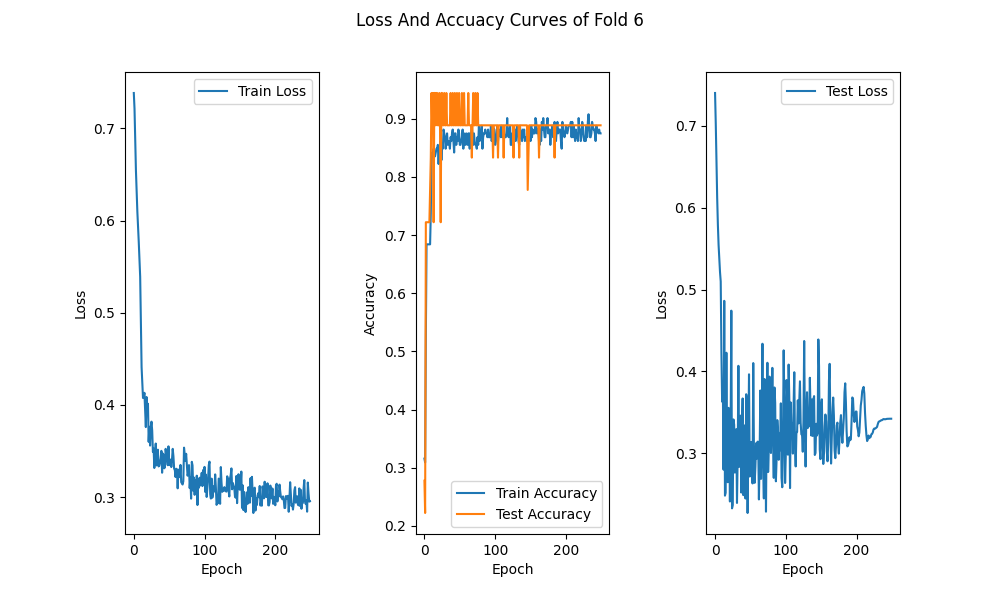 Loss And Accuacy Curves of Fold 6
Train Loss
0.7
0.6
0.5
0.4
0.3
Loss
0 100 200
Epoch
0.9
0.8
0.7
0.6
0.5
0.4
0.3
0.2
Accuracy
Train Accuracy
Test Accuracy
0 100 200
Epoch
Test Loss
0.7
0.6
0.5
0.4
0.3
Loss
0 100 200
Epoch